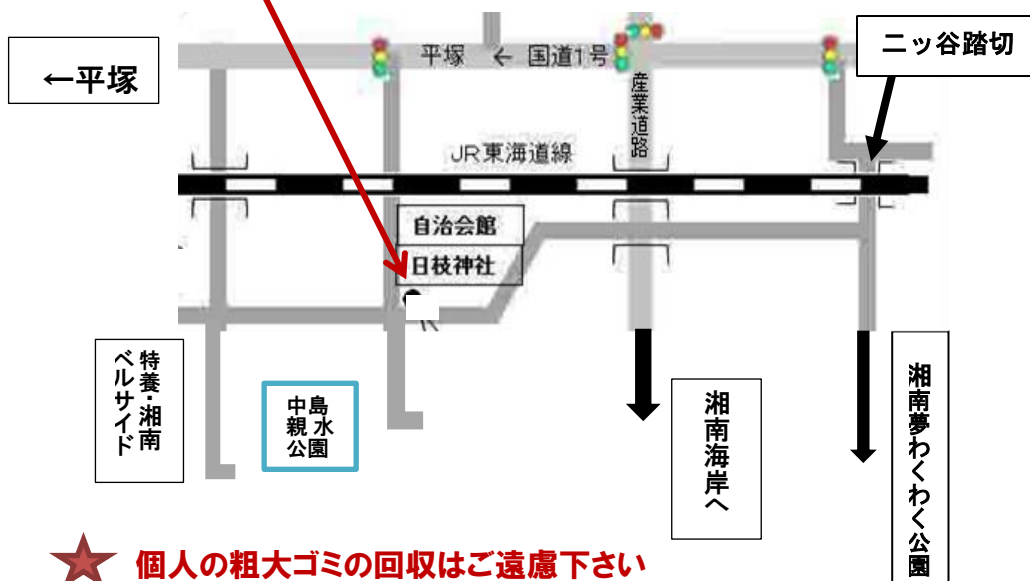 ←平塚
平塚 ← 国道1号
二ッ谷踏切
産業道路
JR東海道線
自治会館
日枝神社
特養・湘南
ベルサイド
中島
親水
公園
湘南海岸へ
湘南夢わくわく公園
個人の粗大ゴミの回収はご遠慮下さい